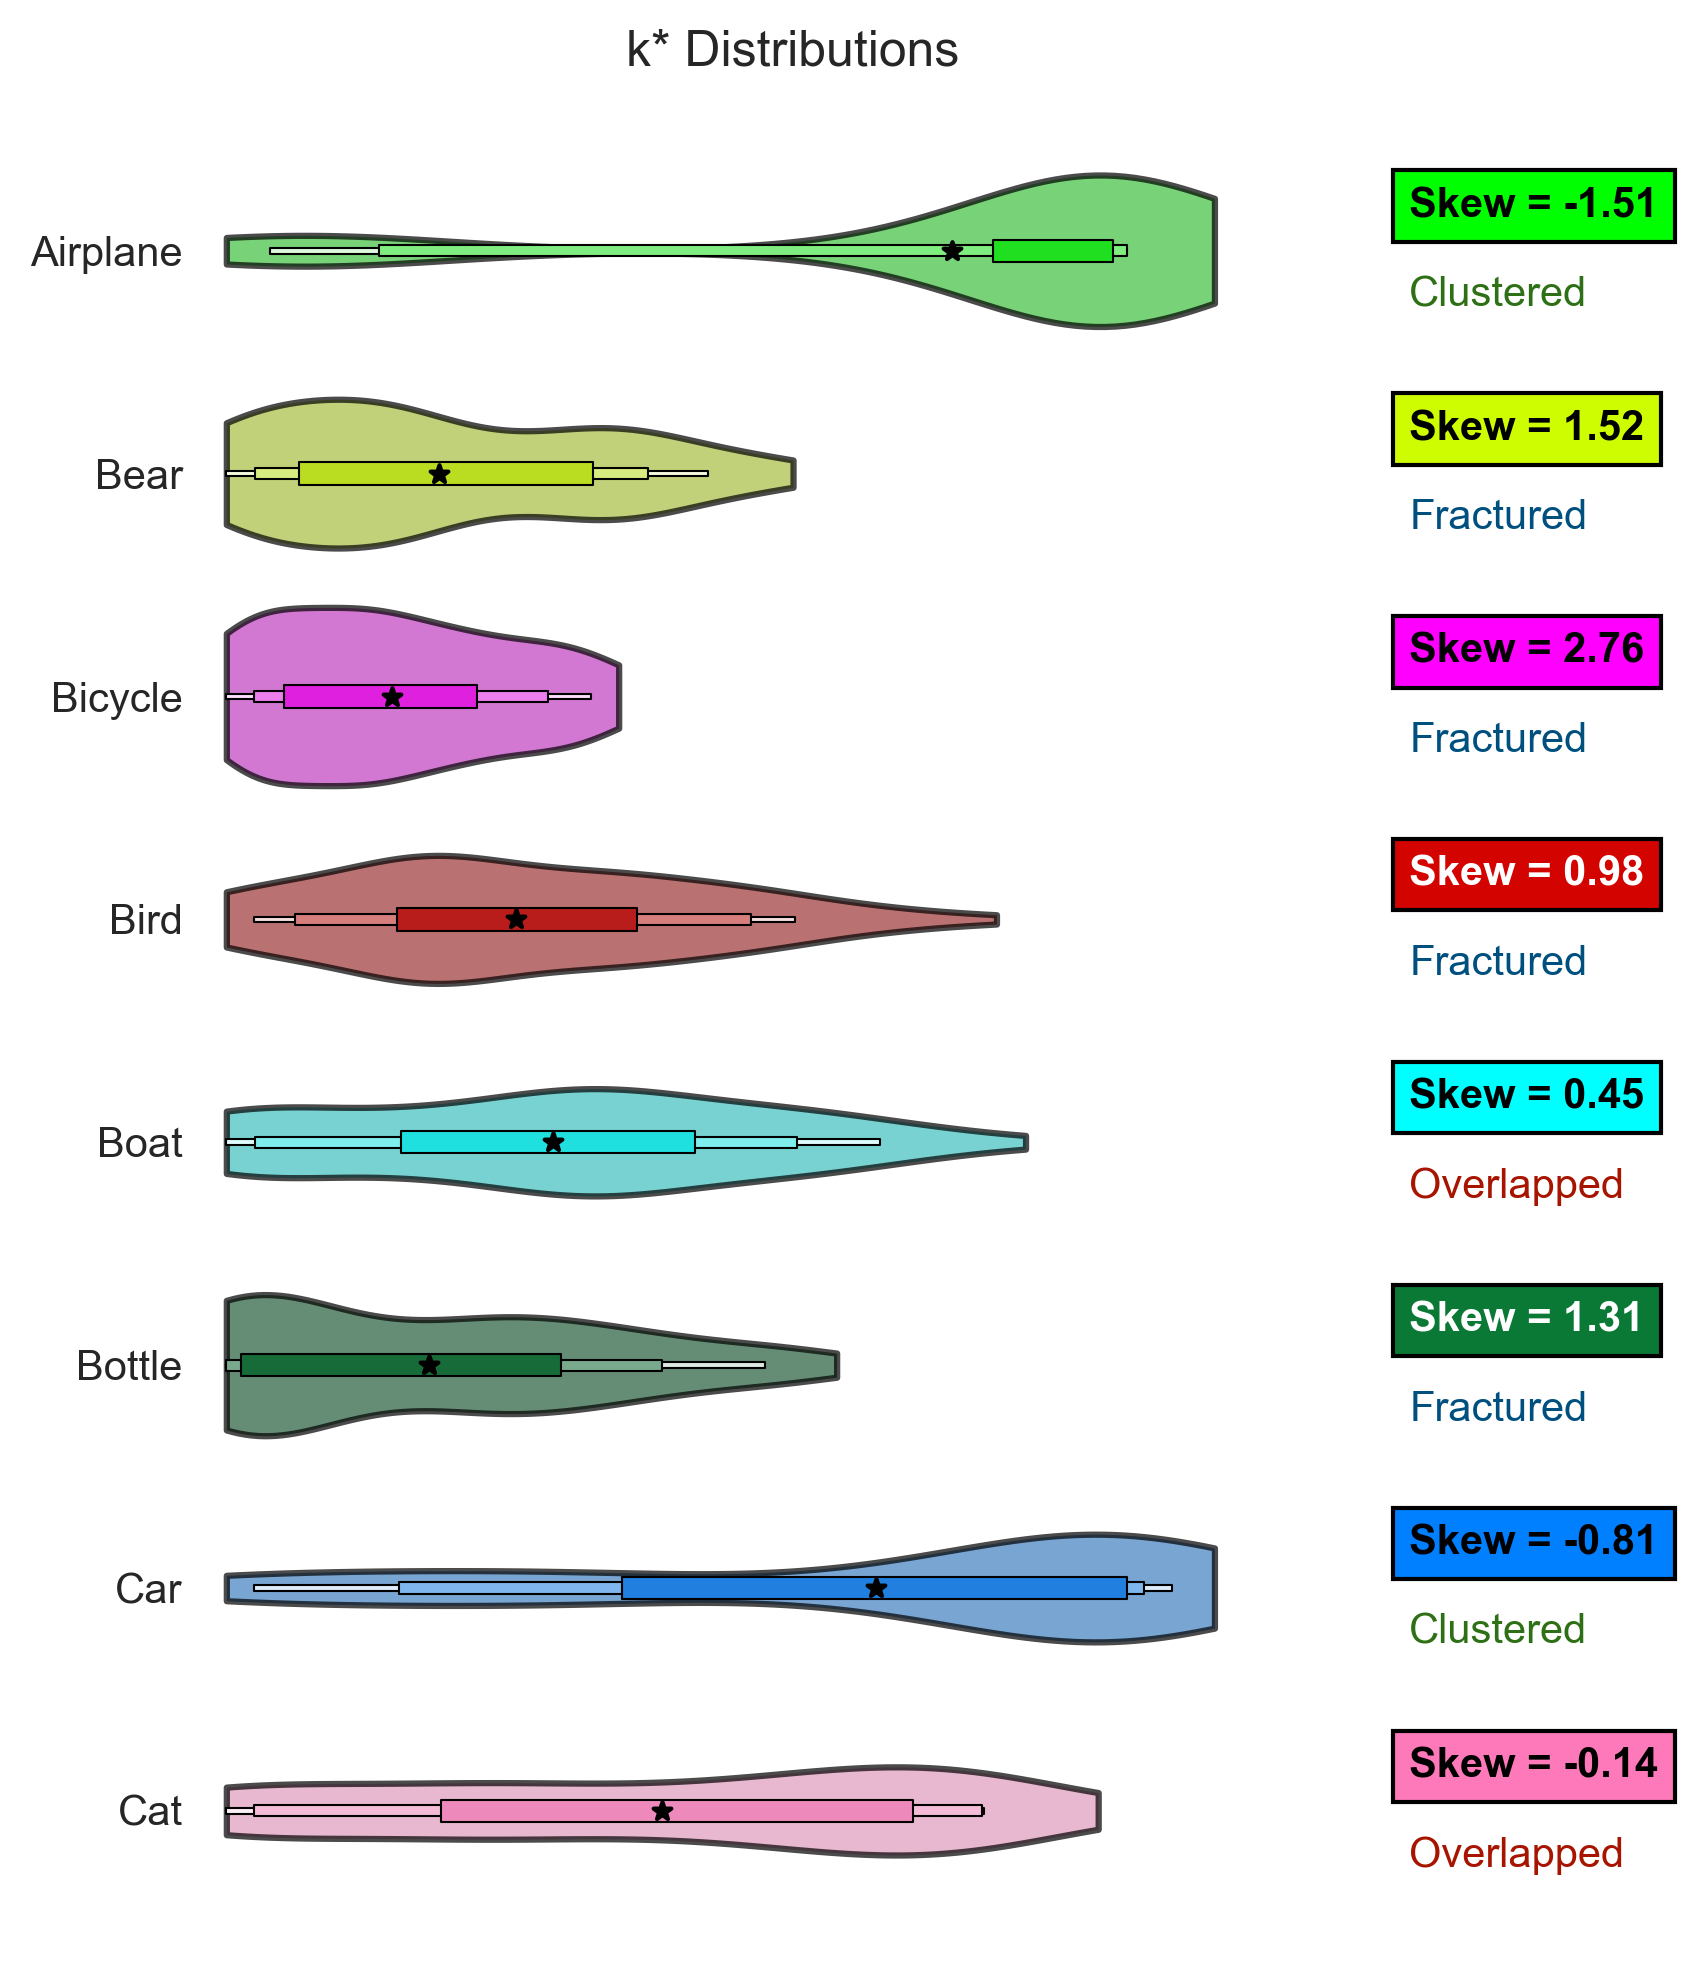 k* Distributions
Airplane
Skew = -1.51
Clustered
Bear
Skew = 1.52
Fractured
Bicycle
Skew = 2.76
Fractured
Bird
Skew = 0.98
Fractured
Boat
Skew = 0.45
Overlapped
Bottle
Skew = 1.31
Fractured
Car
Skew = -0.81
Clustered
Cat
Skew = -0.14
Overlapped